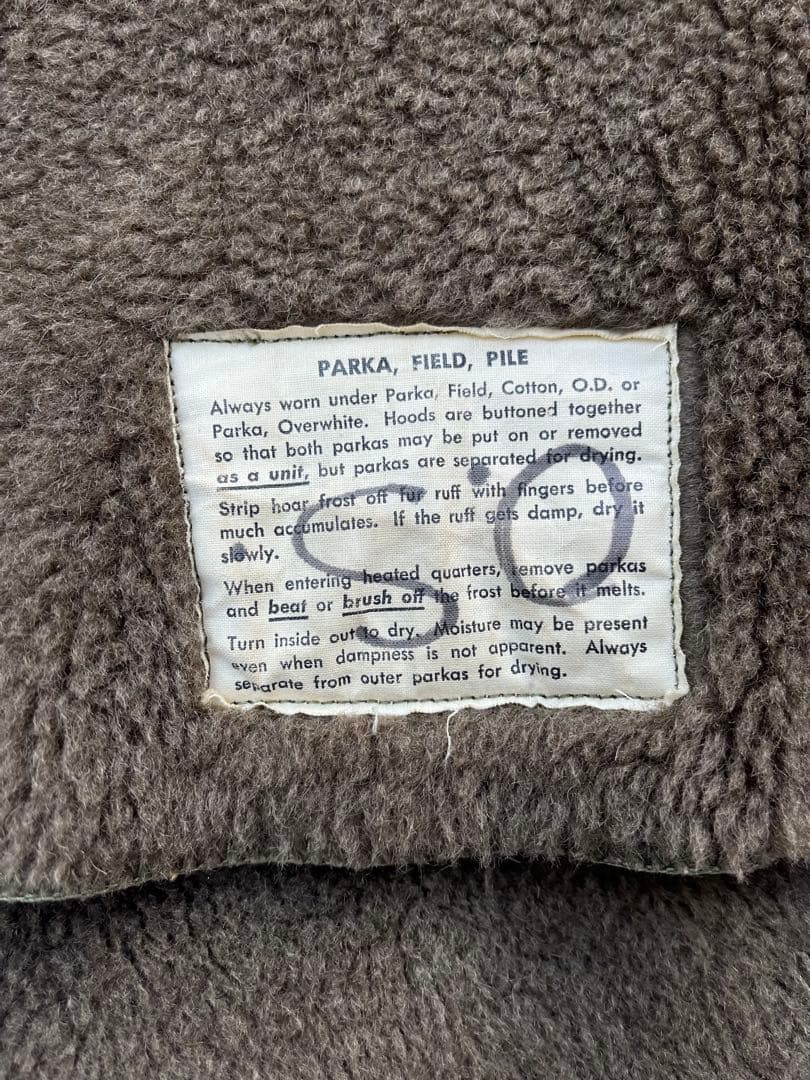 PARKA, FIELD, PILE
Always worn under Parka, Field, Cotton, O.D. or
Parka, Overwhite. Hoods are buttoned together
so that both parkas may be put on or removed
as a unit, but parkas are separated for drying.
Strip hoar frost off fur ruff with fingers before
much accumulates. If the ruff gets damp, dry it
slowly.
When entering heated quarters, remove parkas
and beat or brush off the frost before it melts.
Turn inside out to dry. Moisture may be present
even when dampness is not apparent. Always
separate from outer parkas for drying.
SO